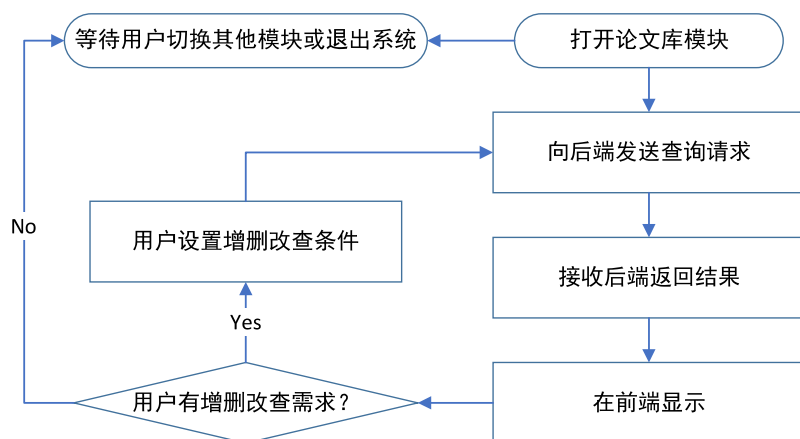 等待用户切换其他模块或退出系统
打开论文库模块
向后端发送查询请求
用户设置增删改查条件
No
接收后端返回结果
Yes
用户有增删改查需求？
在前端显示